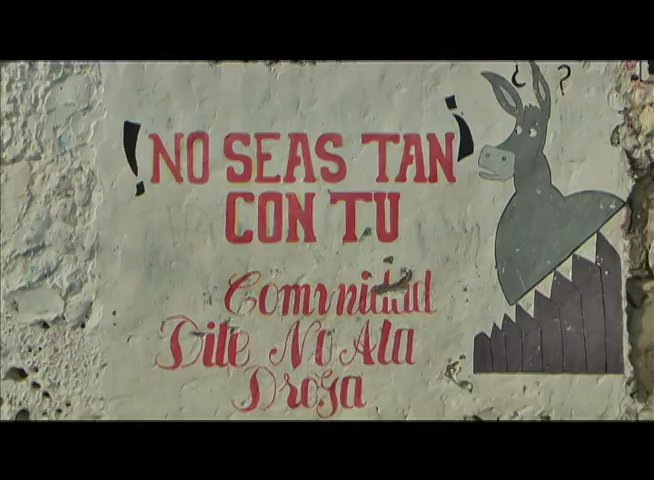 ¡NO SEAS TAN
CON TU
Comunidad
Dile No Ala
Droga
¿ ?